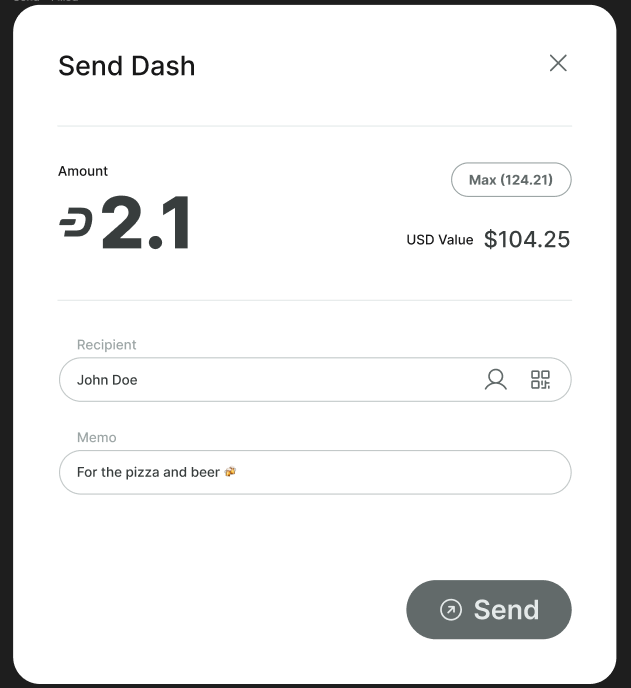 Send Dash
Amount
Max (124.21)
2.1
USD Value $104.25
Recipient
John Doe
Memo
For the pizza and beer 🍻
Send